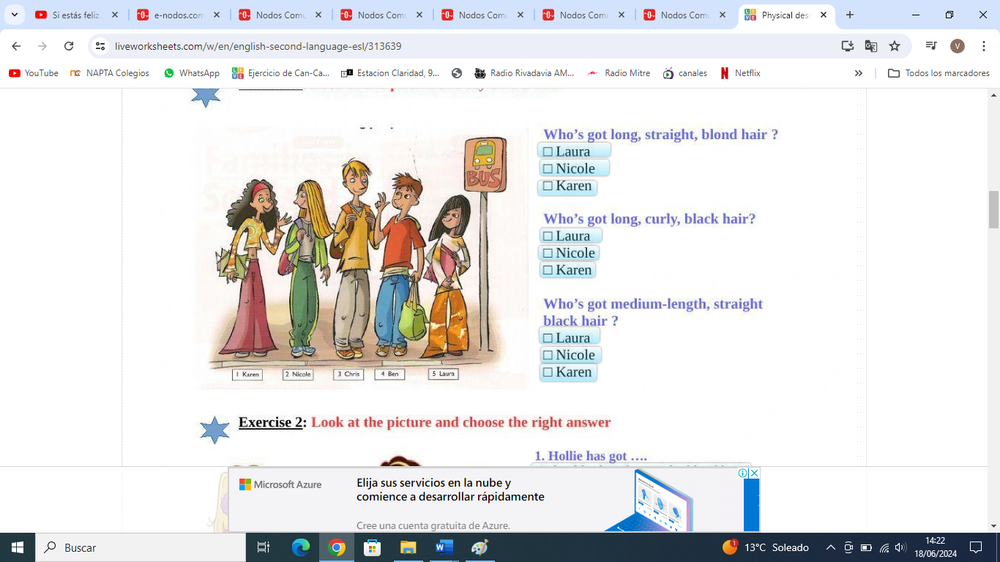 Si estás feliz
e-nodos.com
Nodos Comu
Nodos Comu
Nodos Comu
Nodos Comu
Nodos Comu
Physical desc
liveworksheets.com/w/en/english-second-language-esl/313639
V
YouTube
NAPTA Colegios
WhatsApp
Ejercicio de Can-Ca...
Estacion Claridad, 9...
Radio Rivadavia AM...
Radio Mitre
canales
Netflix
»
Todos los marcadores
BUS
1 Karen
2 Nicole
3 Chris
4 Ben
5 Laura
Who's got long, straight, blond hair ?
□ Laura
□ Nicole
□ Karen
Who's got long, curly, black hair?
□ Laura
□ Nicole
□ Karen
Who's got medium-length, straight
black hair ?
□ Laura
□ Nicole
□ Karen
Exercise 2: Look at the picture and choose the right answer
1. Hollie has got ….
Microsoft Azure
Elija sus servicios en la nube y
comience a desarrollar rápidamente
Cree una cuenta gratuita de Azure.
Buscar
1
13°C Soleado
14:22
18/06/2024